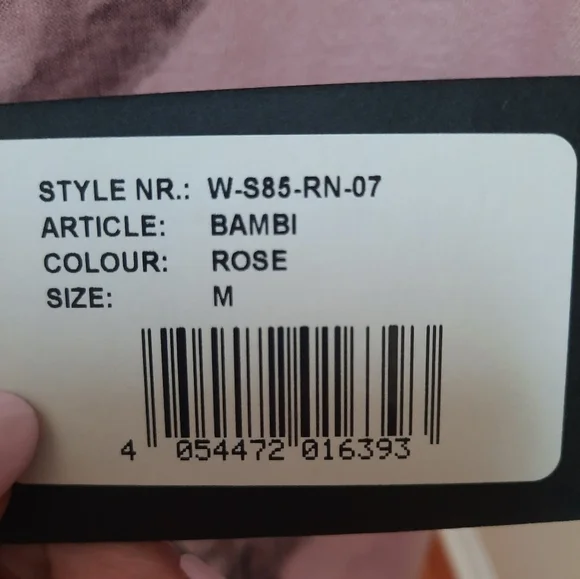 STYLE NR.: W-S85-RN-07
ARTICLE: BAMBI
COLOUR: ROSE
SIZE: M
4 054472 016393